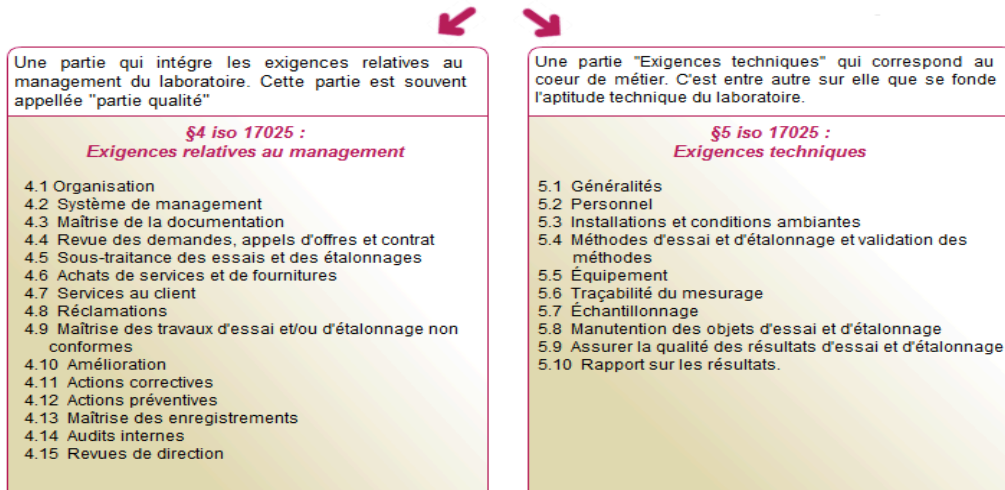 Une partie qui intégre les exigences relatives au
management du laboratoire. Cette partie est souvent
appellée "partie qualité"
§4 iso 17025 :
Exigences relatives au management
4.1 Organisation
4.2 Système de management
4.3 Maîtrise de la documentation
4.4 Revue des demandes, appels d'offres et contrat
4.5 Sous-traitance des essais et des étalonnages
4.6 Achats de services et de fournitures
4.7 Services au client
4.8 Réclamations
4.9 Maîtrise des travaux d'essai et/ou d'étalonnage non
conformes
4.10 Amélioration
4.11 Actions correctives
4.12 Actions préventives
4.13 Maîtrise des enregistrements
4.14 Audits internes
4.15 Revues de direction
Une partie "Exigences techniques" qui correspond au
coeur de métier. C'est entre autre sur elle que se fonde
l'aptitude technique du laboratoire.
§5 iso 17025 :
Exigences techniques
5.1 Généralités
5.2 Personnel
5.3 Installations et conditions ambiantes
5.4 Méthodes d'essai et d'étalonnage et validation des
méthodes
5.5 Équipement
5.6 Traçabilité du mesurage
5.7 Échantillonnage
5.8 Manutention des objets d'essai et d'étalonnage
5.9 Assurer la qualité des résultats d'essai et d'étalonnage
5.10 Rapport sur les résultats.